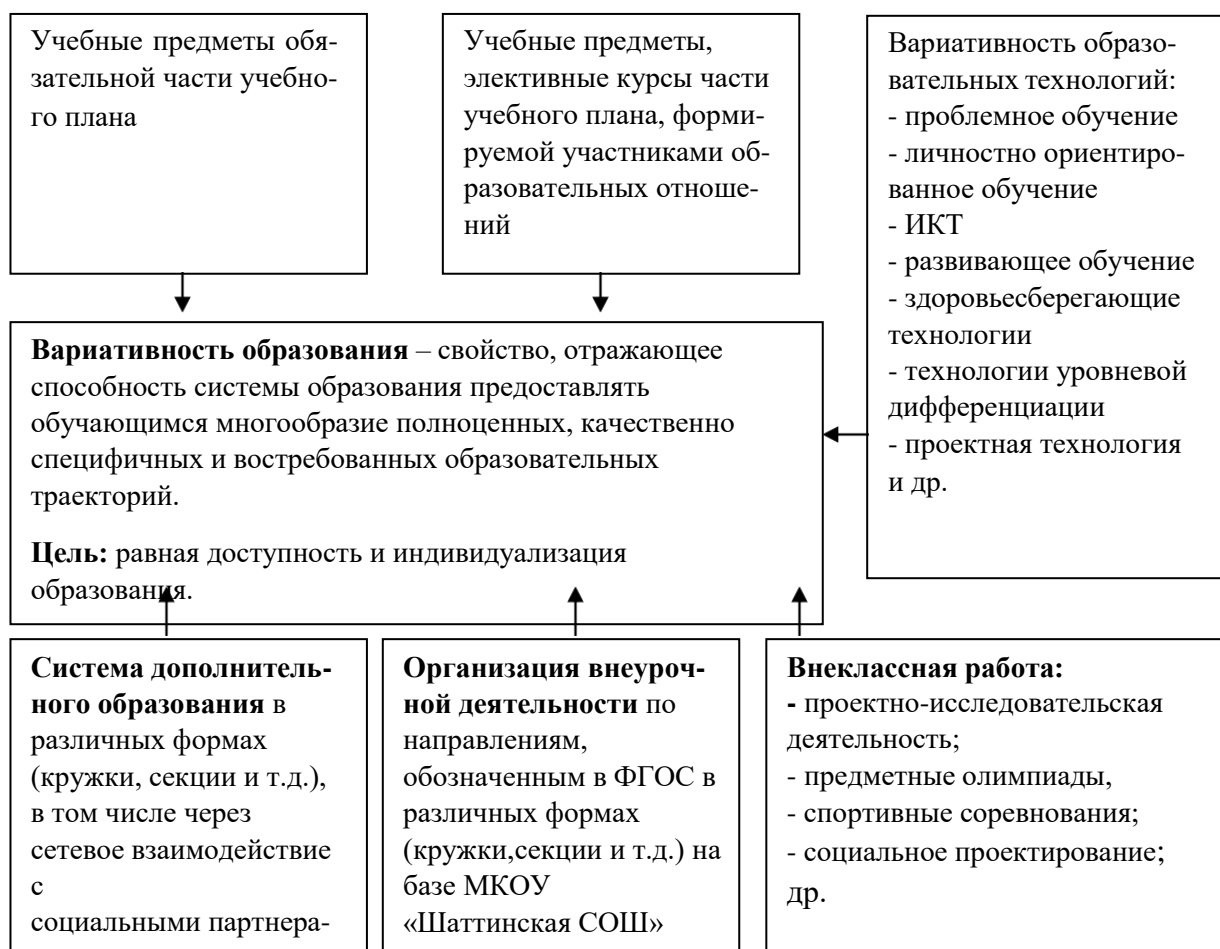 Учебные предметы обя-
зательной части учебно-
го плана
Учебные предметы,
элективные курсы части
учебного плана, форми-
руемой участниками об-
разовательных отноше-
ний
Вариативность образо-
вательных технологий:
- проблемное обучение
- личностно ориентиро-
ванное обучение
- ИКТ
- развивающее обучение
- здоровьесберегающие
технологии
- технологии уровневой
дифференциации
- проектная технология
и др.
Вариативность образования – свойство, отражающее
способность системы образования предоставлять
обучающимся многообразие полноценных, качественно
специфичных и востребованных образовательных
траекторий.
Цель: равная доступность и индивидуализация
образования.
Система дополнитель-
ного образования в
различных формах
(кружки, секции и т.д.),
в том числе через
сетевое взаимодействие
с
социальными партнера-
Организация внеуроч-
ной деятельности по
направлениям,
обозначенным в ФГОС в
различных формах
(кружки,секции и т.д.) на
базе МКОУ
«Шаттинская СОШ»
Внеклассная работа:
- проектно-исследовательская
деятельность;
- предметные олимпиады,
- спортивные соревнования;
- социальное проектирование;
др.